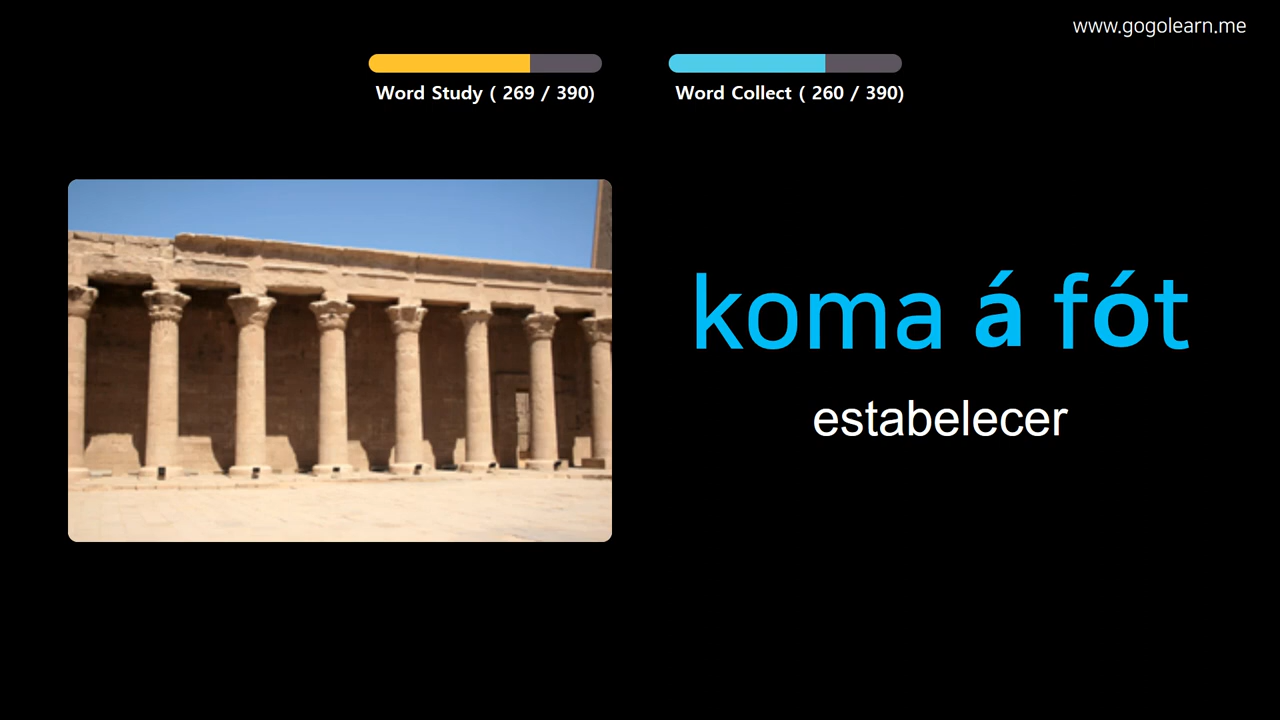 www.gogolearn.me
Word Study ( 269 / 390)
Word Collect ( 260 / 390)
koma á fót
estabelecer